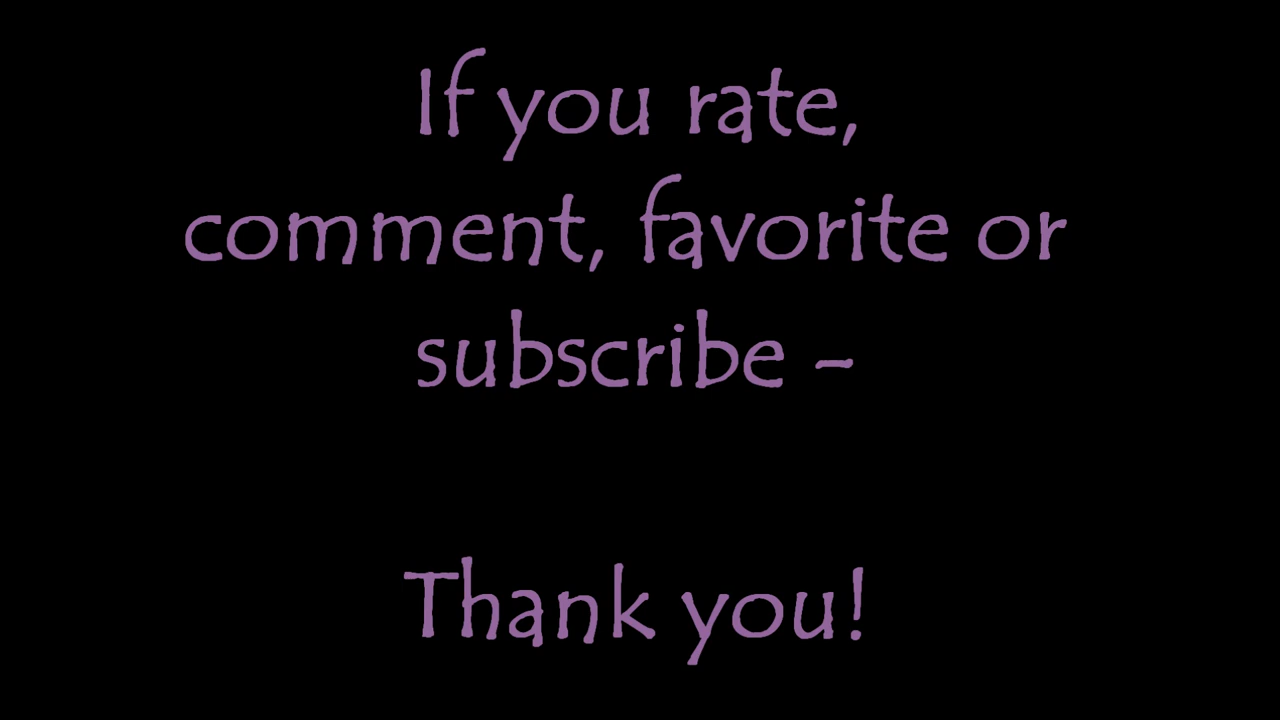 If you rate,
comment, favorite or
subscribe -
Thank you!